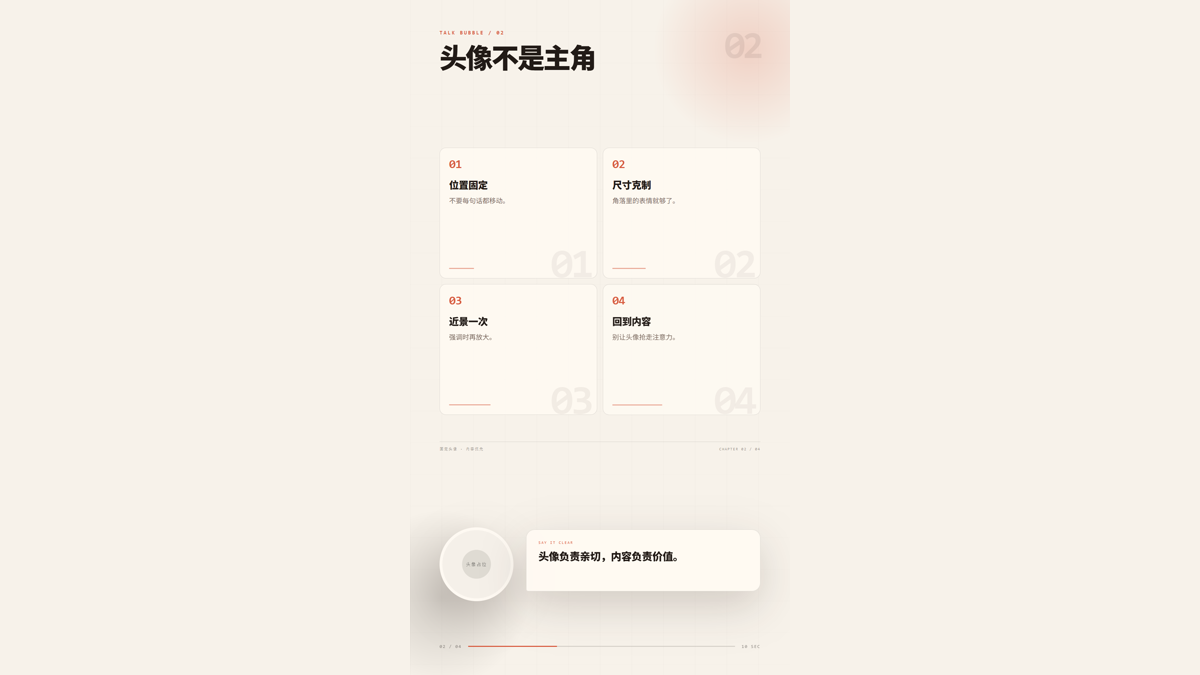 TALK BUBBLE / 02
头像不是主角
02
01
位置固定
不要每句话都移动。
01
02
尺寸克制
角落里的表情就够了。
02
03
近景一次
强调时再放大。
03
04
回到内容
别让头像抢走注意力。
04
CHAPTER 02 / 04
头像占位
SAY IT CLEAR
头像负责亲切，内容负责价值。